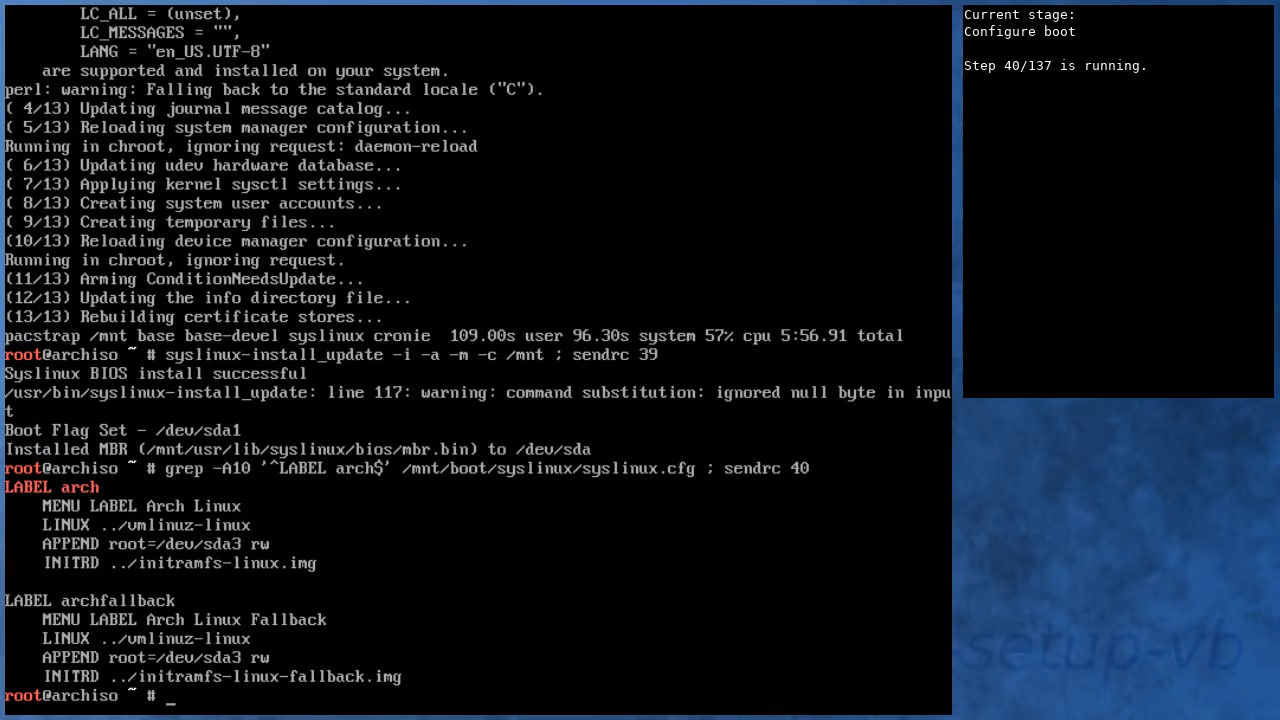 LC_ALL = (unset),
        LC_MESSAGES = "",
        LANG = "en_US.UTF-8"
    are supported and installed on your system.
perl: warning: Falling back to the standard locale ("C").
( 4/13) Updating journal message catalog...
( 5/13) Reloading system manager configuration...
Running in chroot, ignoring request: daemon-reload
( 6/13) Updating udev hardware database...
( 7/13) Applying kernel sysctl settings...
( 8/13) Creating system user accounts...
( 9/13) Creating temporary files...
(10/13) Reloading device manager configuration...
Running in chroot, ignoring request.
(11/13) Arming ConditionNeedsUpdate...
(12/13) Updating the info directory file...
(13/13) Rebuilding certificate stores...
pacstrap /mnt base base-devel syslinux cronie  109.00s user 96.30s system 57% cpu 5:56.91 total
root@archiso ~ # syslinux-install_update -i -a -m -c /mnt ; sendrc 39
Syslinux BIOS install successful
/usr/bin/syslinux-install_update: line 117: warning: command substitution: ignored null byte in inpu
t
Boot Flag Set - /dev/sda1
Installed MBR (/mnt/usr/lib/syslinux/bios/mbr.bin) to /dev/sda
root@archiso ~ # grep -A10 '^LABEL arch$' /mnt/boot/syslinux/syslinux.cfg ; sendrc 40
LABEL arch
    MENU LABEL Arch Linux
    LINUX ../vmlinuz-linux
    APPEND root=/dev/sda3 rw
    INITRD ../initramfs-linux.img

LABEL archfallback
    MENU LABEL Arch Linux Fallback
    LINUX ../vmlinuz-linux
    APPEND root=/dev/sda3 rw
    INITRD ../initramfs-linux-fallback.img
root@archiso ~ # _
Current stage:
Configure boot

Step 40/137 is running.
setup-vb